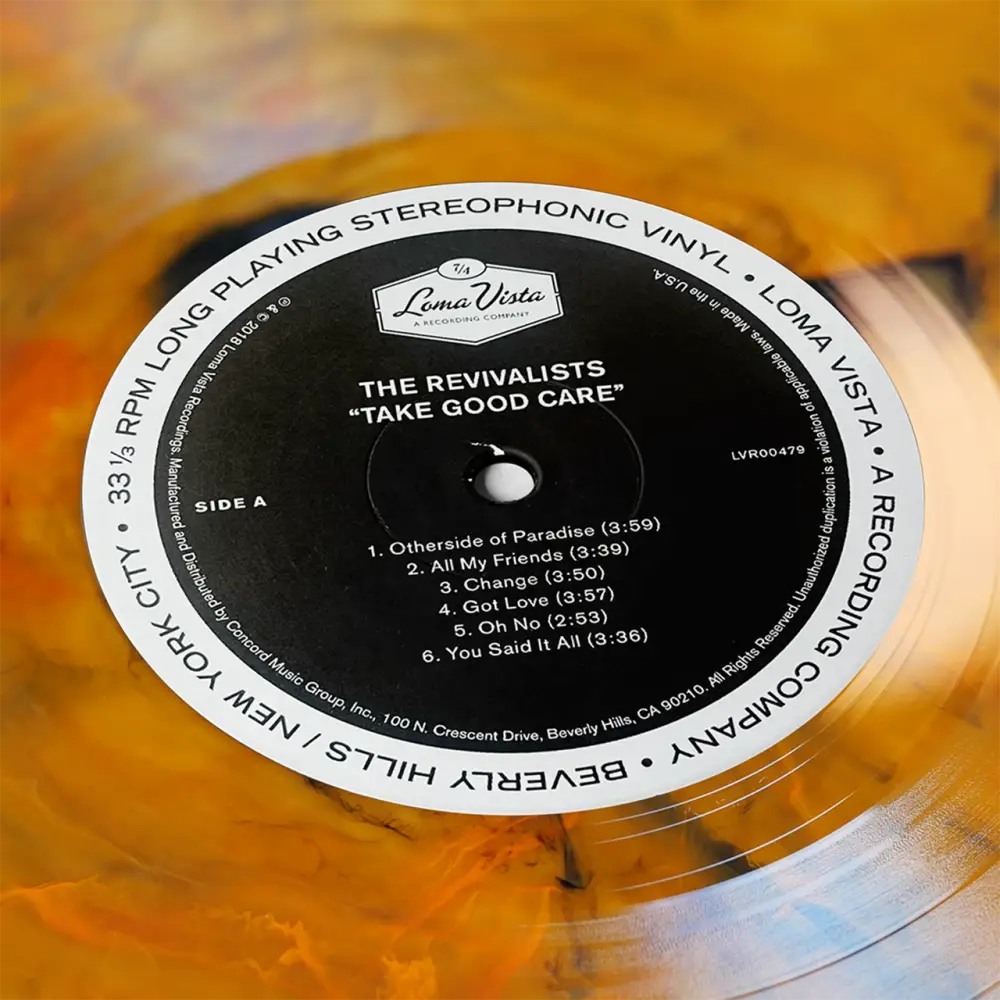 33 ⅓ RPM LONG PLAYING STEREOPHONIC VINYL • LOMA VISTA • A RECORDING COMPANY • BEVERLY HILLS / NEW YORK CITY •
7/4
Loma Vista
A RECORDING COMPANY
THE REVIVALISTS
“TAKE GOOD CARE”
SIDE A
LVR00479
1. Otherside of Paradise (3:59)
2. All My Friends (3:39)
3. Change (3:50)
4. Got Love (3:57)
5. Oh No (2:53)
6. You Said It All (3:36)
℗ & © 2018 Loma Vista Recordings. Manufactured and Distributed by Concord Music Group, Inc., 100 N. Crescent Drive, Beverly Hills, CA 90210. All Rights Reserved. Unauthorized duplication is a violation of applicable laws. Made in the U.S.A.